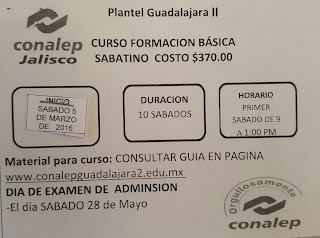 Plantel Guadalajara II
conalep
Jalisco
CURSO FORMACION BÁSICA
SABATINO COSTO $370.00
INICIO
SABADO 5
DE MARZO
DE 2016
DURACION
10 SABADOS
HORARIO
PRIMER
SABADO DE 9
A 1:00 PM
Material para curso: CONSULTAR GUIA EN PAGINA
www.conalepguadalajara2.edu.mx
DIA DE EXAMEN DE ADMINSION
-El día SABADO 28 de Mayo
Orgullosamente
conalep